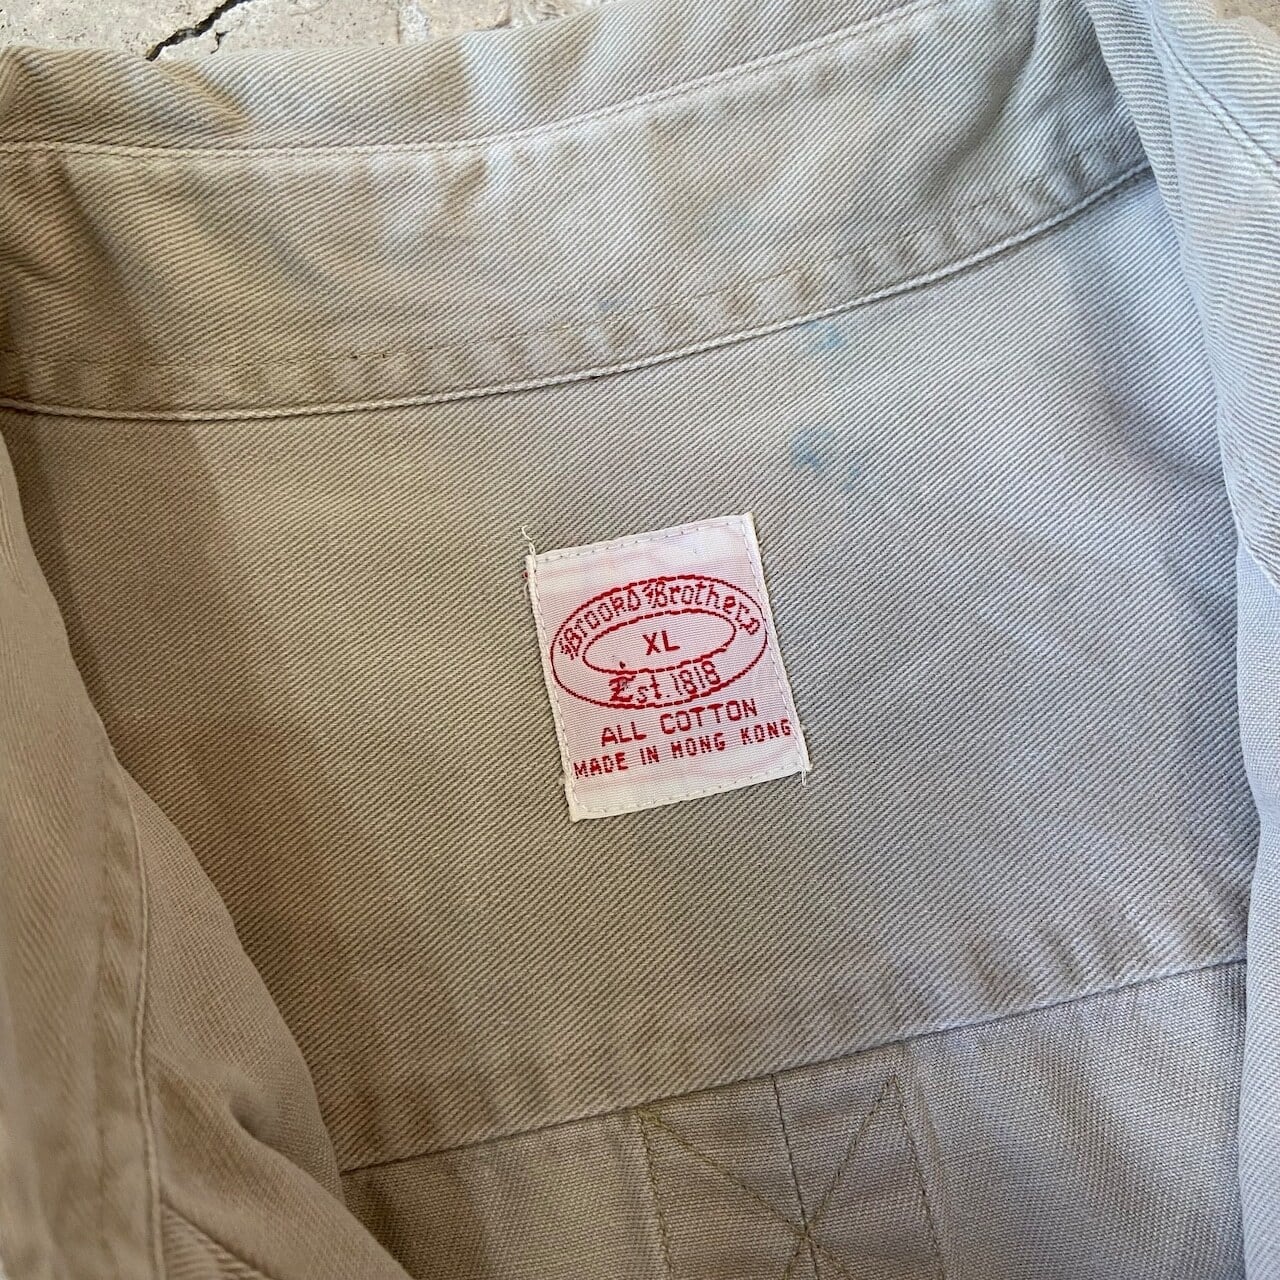 Brooks Brothers
XL
Est. 1818
ALL COTTON
MADE IN HONG KONG